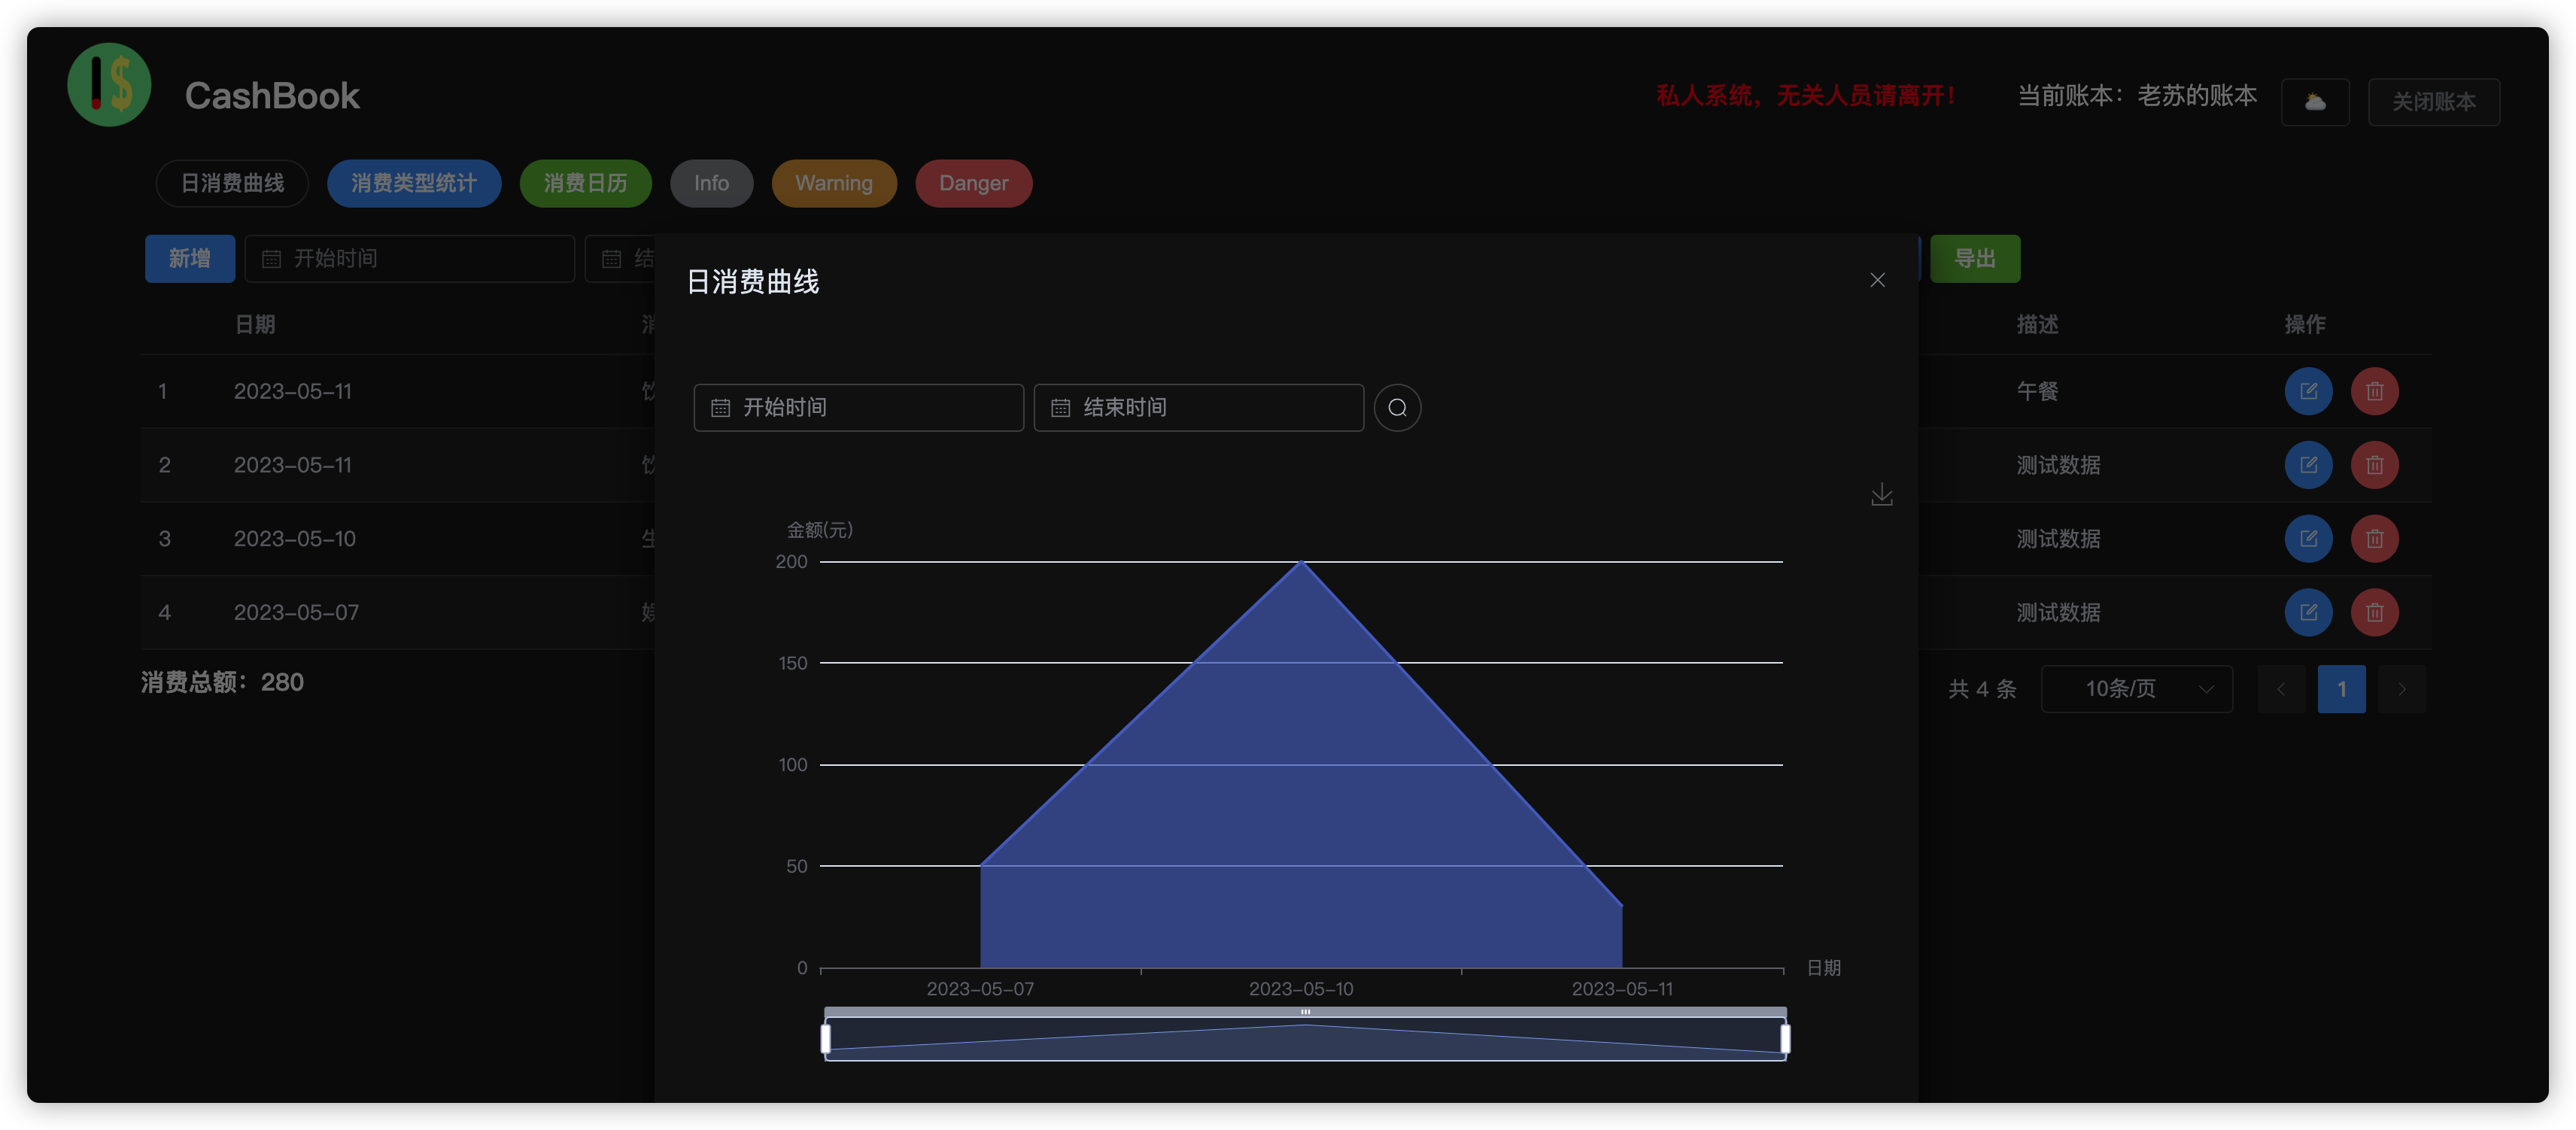 CashBook
私人系统，无关人员请离开！ 当前账本：老苏的账本 关闭账本
日消费曲线 消费类型统计 消费日历 Info Warning Danger
新增 开始时间 结 导出
日期 描述 操作
1 2023-05-11 饮 午餐
2 2023-05-11 饮 测试数据
3 2023-05-10 生 测试数据
4 2023-05-07 测试数据
消费总额：280
共 4 条 10条/页 1
日消费曲线
开始时间 结束时间
金额(元)
200
150
100
50
0
日期
2023-05-07 2023-05-10 2023-05-11